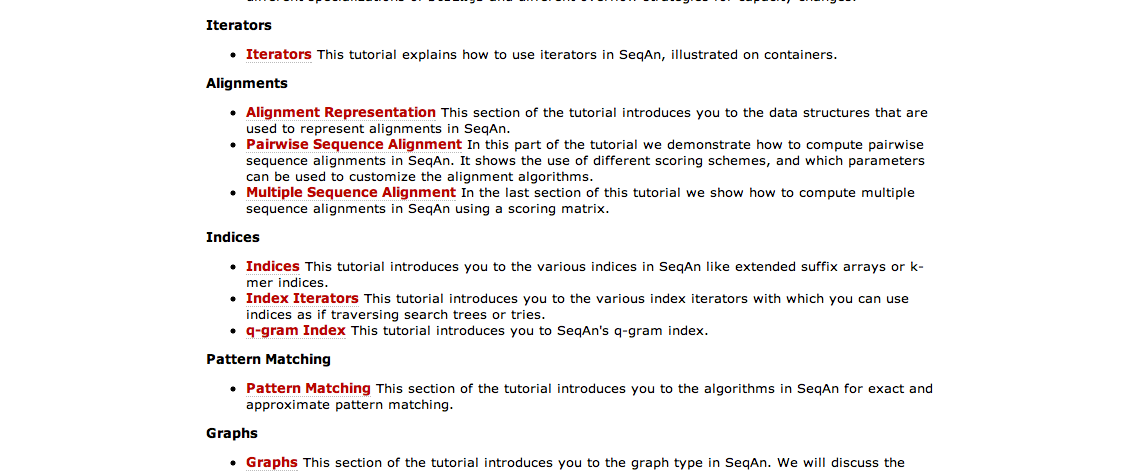 Iterators
• Iterators This tutorial explains how to use iterators in SeqAn, illustrated on containers.
Alignments
• Alignment Representation This section of the tutorial introduces you to the data structures that are
used to represent alignments in SeqAn.
• Pairwise Sequence Alignment In this part of the tutorial we demonstrate how to compute pairwise
sequence alignments in SeqAn. It shows the use of different scoring schemes, and which parameters
can be used to customize the alignment algorithms.
• Multiple Sequence Alignment In the last section of this tutorial we show how to compute multiple
sequence alignments in SeqAn using a scoring matrix.
Indices
• Indices This tutorial introduces you to the various indices in SeqAn like extended suffix arrays or k-
mer indices.
• Index Iterators This tutorial introduces you to the various index iterators with which you can use
indices as if traversing search trees or tries.
• q-gram Index This tutorial introduces you to SeqAn's q-gram index.
Pattern Matching
• Pattern Matching This section of the tutorial introduces you to the algorithms in SeqAn for exact and
approximate pattern matching.
Graphs
• Graphs This section of the tutorial introduces you to the graph type in SeqAn. We will discuss the